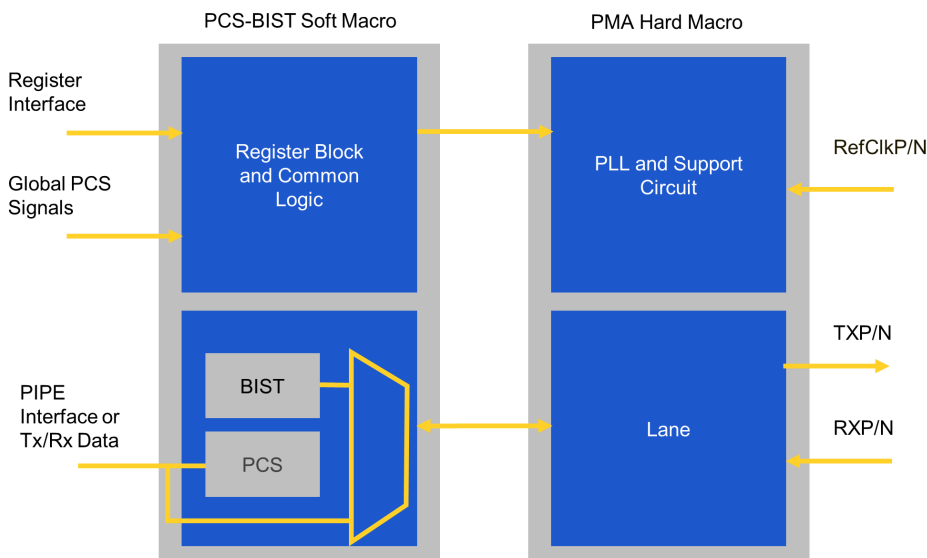 PCS-BIST Soft Macro
PMA Hard Macro
Register
Interface
Global PCS
Signals
Register Block
and Common
Logic
PLL and Support
Circuit
RefClkP/N
PIPE
Interface or
Tx/Rx Data
BIST
PCS
Lane
TXP/N
RXP/N